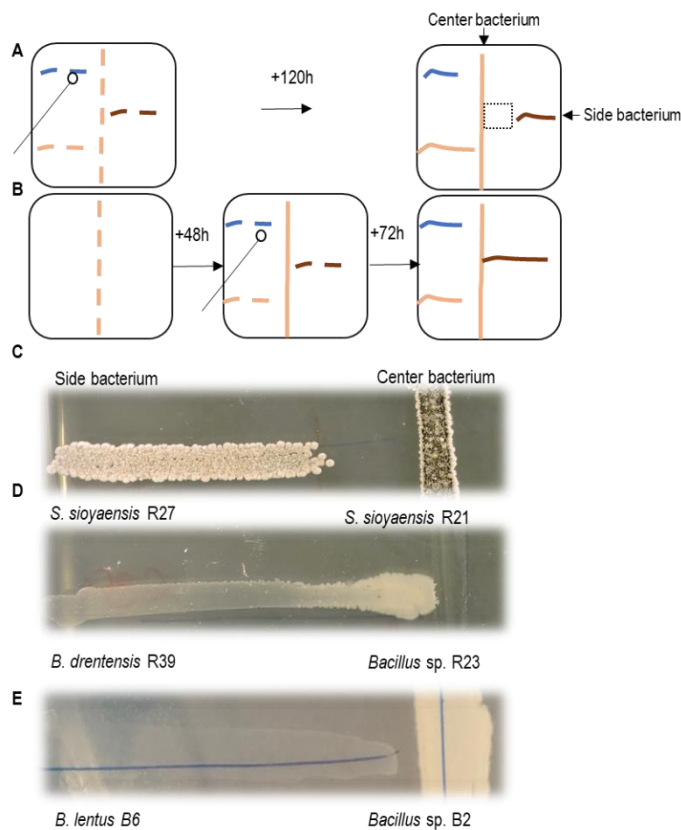 Center bacterium
A
+120h
Side bacterium
B
+48h
+72h
C
Side bacterium
Center bacterium
D
S. sioyaensis R27
S. sioyaensis R21
B. drentensis R39
Bacillus sp. R23
E
B. lentus B6
Bacillus sp. B2